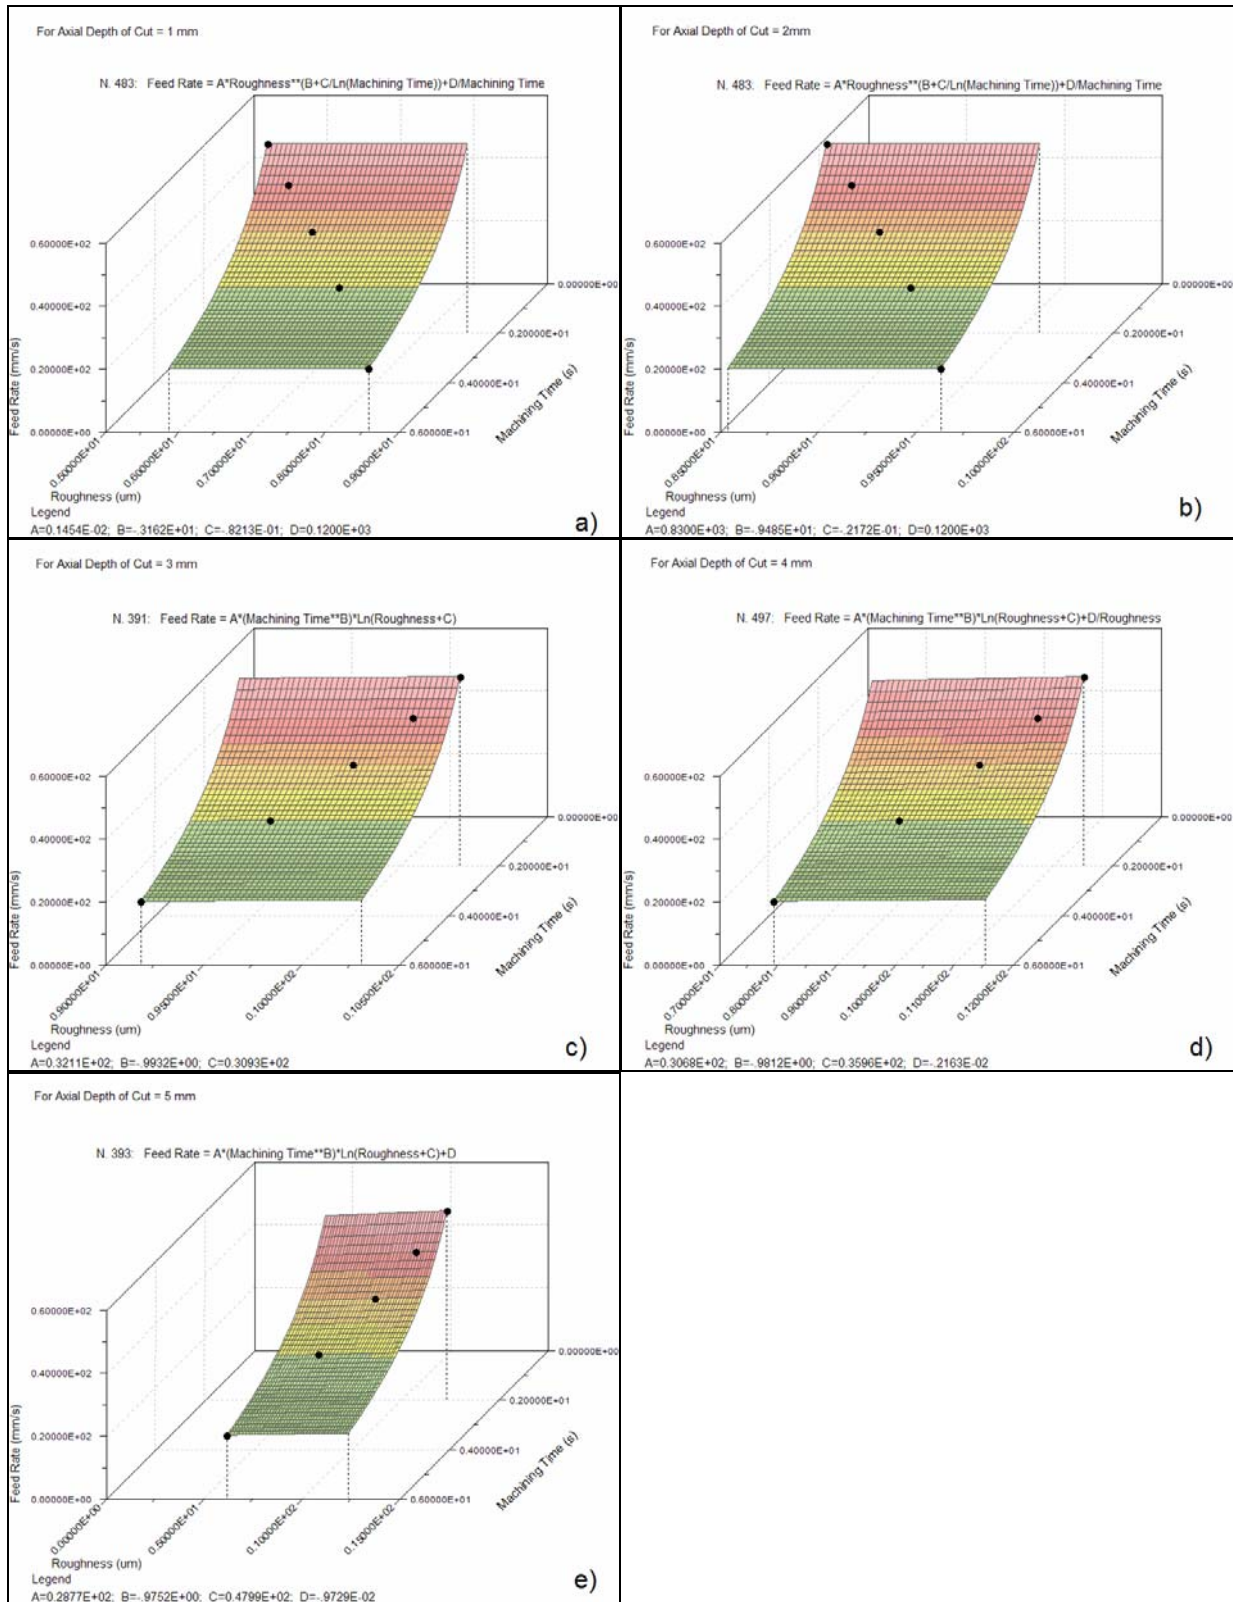 For Axial Depth of Cut = 1 mm
N. 483: Feed Rate = A*Roughness**(B+C/Ln(Machining Time))+D/Machining Time
0.60000E+02
0.40000E+02
0.20000E+02
0.00000E+00
Feed Rate (mm/s)
0.50000E+01
0.60000E+01
0.70000E+01
0.80000E+01
0.90000E+01
Roughness (um)
0.00000E+00
0.20000E+01
0.40000E+01
0.60000E+01
Machining Time (s)
Legend
A=0.1454E-02; B=-.3162E+01; C=-.8213E-01; D=0.1200E+03
a)
For Axial Depth of Cut = 2mm
N. 483: Feed Rate = A*Roughness**(B+C/Ln(Machining Time))+D/Machining Time
0.60000E+02
0.40000E+02
0.20000E+02
0.00000E+00
Feed Rate (mm/s)
0.85000E+01
0.90000E+01
0.95000E+01
0.10000E+02
Roughness (um)
0.00000E+00
0.20000E+01
0.40000E+01
0.60000E+01
Machining Time (s)
Legend
A=0.8300E+03; B=-.9485E+01; C=-.2172E-01; D=0.1200E+03
b)
For Axial Depth of Cut = 3 mm
N. 391: Feed Rate = A*(Machining Time**B)*Ln(Roughness+C)
0.60000E+02
0.40000E+02
0.20000E+02
0.00000E+00
Feed Rate (mm/s)
0.90000E+01
0.95000E+01
0.10000E+02
0.10500E+02
Roughness (um)
0.00000E+00
0.20000E+01
0.40000E+01
0.60000E+01
Machining Time (s)
Legend
A=0.3211E+02; B=-.9932E+00; C=0.3093E+02
c)
For Axial Depth of Cut = 4 mm
N. 497: Feed Rate = A*(Machining Time**B)*Ln(Roughness+C)+D/Roughness
0.60000E+02
0.40000E+02
0.20000E+02
0.00000E+00
Feed Rate (mm/s)
0.70000E+01
0.80000E+01
0.90000E+01
0.10000E+02
0.11000E+02
0.12000E+02
Roughness (um)
0.00000E+00
0.20000E+01
0.40000E+01
0.60000E+01
Machining Time (s)
Legend
A=0.3068E+02; B=-.9812E+00; C=0.3596E+02; D=-.2163E-02
d)
For Axial Depth of Cut = 5 mm
N. 393: Feed Rate = A*(Machining Time**B)*Ln(Roughness+C)+D
0.60000E+02
0.40000E+02
0.20000E+02
0.00000E+00
Feed Rate (mm/s)
0.00000E+00
0.50000E+01
0.10000E+02
0.15000E+02
Roughness (um)
0.00000E+00
0.20000E+01
0.40000E+01
0.60000E+01
Machining Time (s)
Legend
A=0.2877E+02; B=-.9752E+00; C=0.4799E+02; D=-.9729E-02
e)